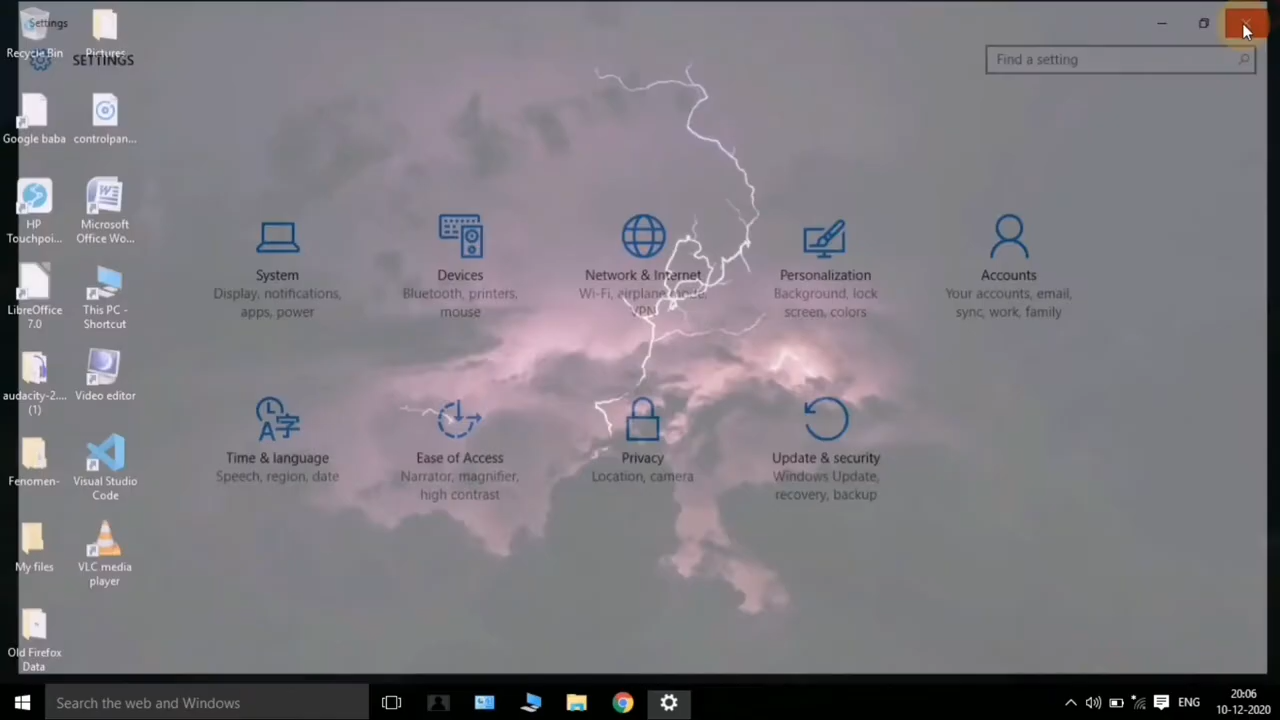 Settings
Recycle Bin
Pictures
SETTINGS
Find a setting
Google baba
controlpan...
HP
Touchpoi...
Microsoft
Office Wo...
LibreOffice
7.0
This PC -
Shortcut
audacity-2....
(1)
Video editor
Fenomen-
Visual Studio
Code
My files
VLC media
player
Old Firefox
Data
System
Display, notifications,
apps, power
Devices
Bluetooth, printers,
mouse
Network & Internet
Wi-Fi, airplane mode,
VPN
Personalization
Background, lock
screen, colors
Accounts
Your accounts, email,
sync, work, family
Time & language
Speech, region, date
Ease of Access
Narrator, magnifier,
high contrast
Privacy
Location, camera
Update & security
Windows Update,
recovery, backup
Search the web and Windows
ENG
20:06
10-12-2020